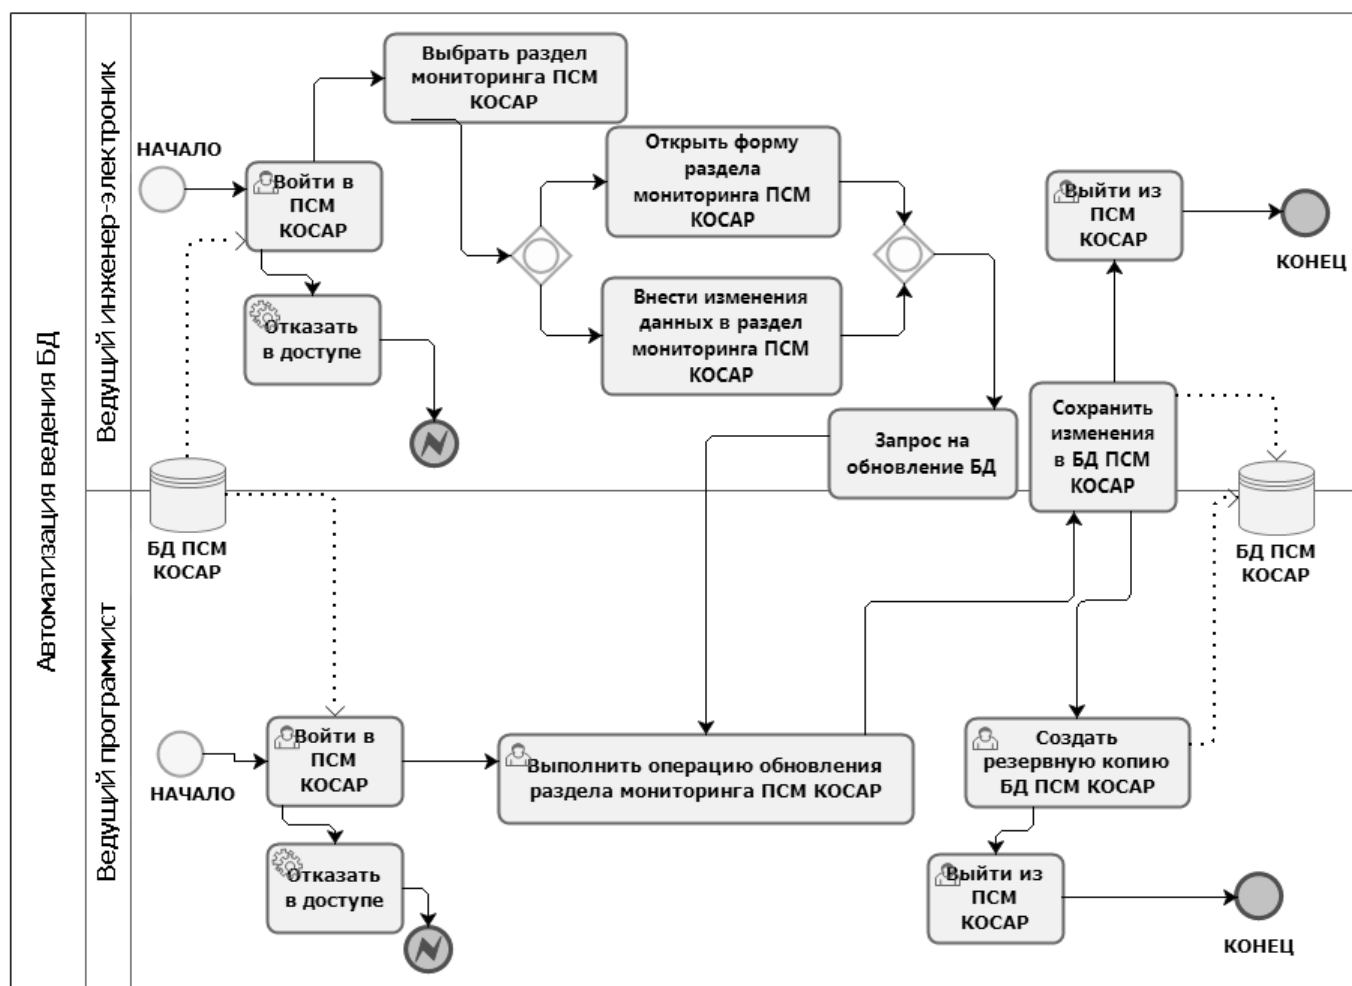 Автоматизация ведения БД
Ведущий инженер-электроник
НАЧАЛО
Войти в
ПСМ
КОСАР
Выбрать раздел
мониторинга ПСМ
КОСАР
Отказать
в доступе
Открыть форму
раздела
мониторинга ПСМ
КОСАР
Внести изменения
данных в раздел
мониторинга ПСМ
КОСАР
Запрос на
обновление БД
Выйти из
ПСМ
КОСАР
КОНЕЦ
Сохранить
изменения
в БД ПСМ
КОСАР
БД ПСМ
КОСАР
БД ПСМ
КОСАР
Ведущий программист
НАЧАЛО
Войти в
ПСМ
КОСАР
Отказать
в доступе
Выполнить операцию обновления
раздела мониторинга ПСМ КОСАР
Создать
резервную копию
БД ПСМ КОСАР
Выйти из
ПСМ
КОСАР
КОНЕЦ